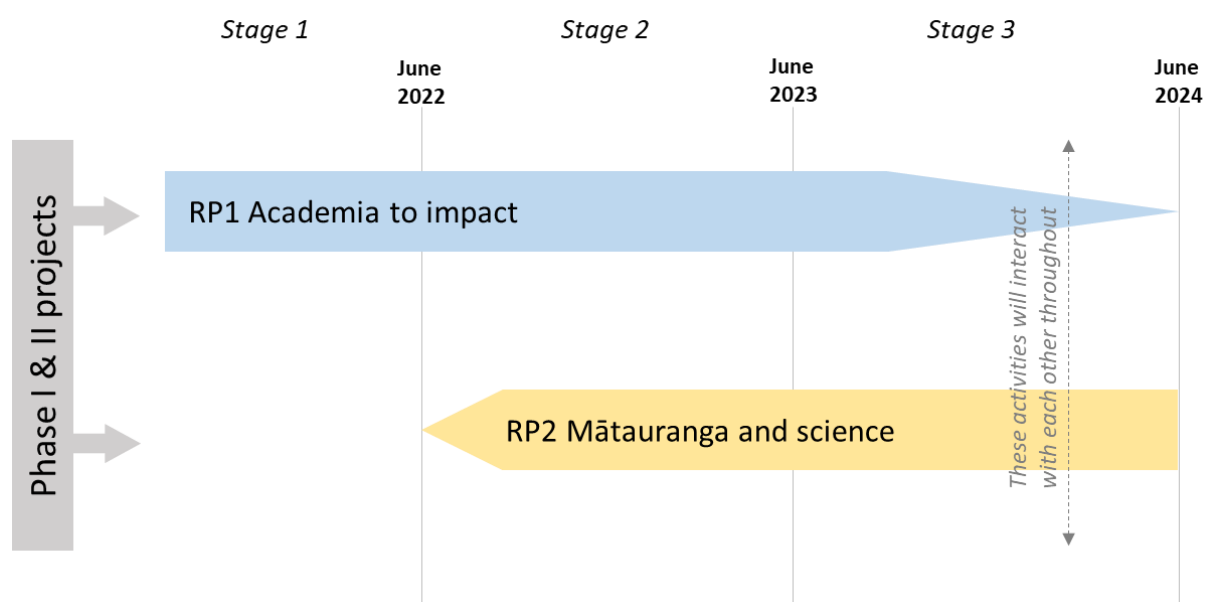 Stage 1
Stage 2
Stage 3
June
2022
June
2023
June
2024
Phase I & II projects
RP1 Academia to impact
RP2 Mātauranga and science
These activities will interact
with each other throughout